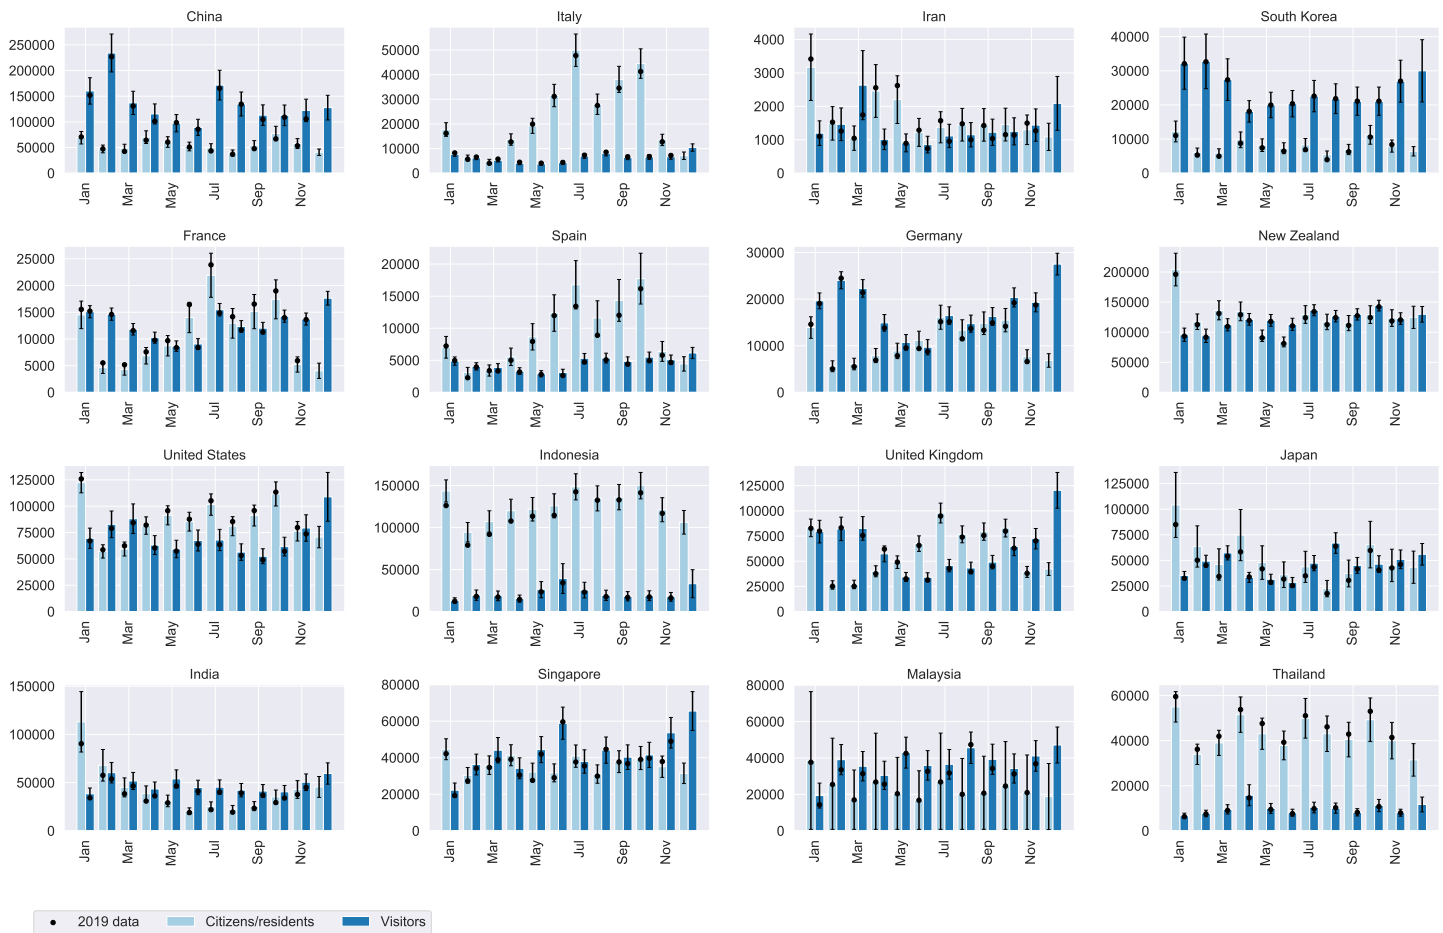 China
Italy
Iran
South Korea
250000
200000
150000
100000
50000
0
50000
40000
30000
20000
10000
0
4000
3000
2000
1000
0
40000
30000
20000
10000
0
Jan Mar May Jul Sep Nov
Jan Mar May Jul Sep Nov
Jan Mar May Jul Sep Nov
Jan Mar May Jul Sep Nov
France
Spain
Germany
New Zealand
25000
20000
15000
10000
5000
0
20000
15000
10000
5000
0
30000
20000
10000
0
200000
150000
100000
50000
0
Jan Mar May Jul Sep Nov
Jan Mar May Jul Sep Nov
Jan Mar May Jul Sep Nov
Jan Mar May Jul Sep Nov
United States
Indonesia
United Kingdom
Japan
125000
100000
75000
50000
25000
0
150000
100000
50000
0
125000
100000
75000
50000
25000
0
125000
100000
75000
50000
25000
0
Jan Mar May Jul Sep Nov
Jan Mar May Jul Sep Nov
Jan Mar May Jul Sep Nov
Jan Mar May Jul Sep Nov
India
Singapore
Malaysia
Thailand
150000
100000
50000
0
80000
60000
40000
20000
0
80000
60000
40000
20000
0
60000
40000
20000
0
Jan Mar May Jul Sep Nov
Jan Mar May Jul Sep Nov
Jan Mar May Jul Sep Nov
Jan Mar May Jul Sep Nov
2019 data Citizens/residents Visitors